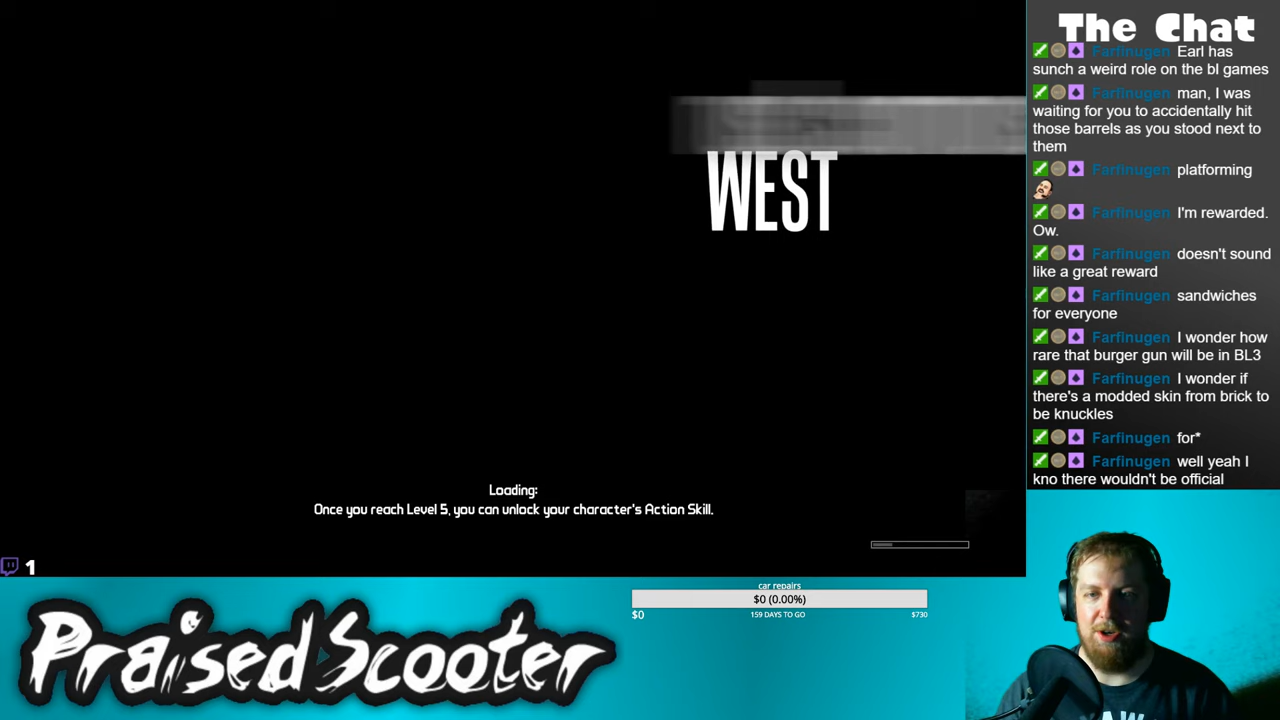 WEST
Loading:
Once you reach Level 5, you can unlock your character's Action Skill.
1
PraisedScooter
car repairs
$0 (0.00%)
$0
159 DAYS TO GO
$730
The Chat
Farfinugen Earl has
sunch a weird role on the bl games
Farfinugen man, I was
waiting for you to accidentally hit
those barrels as you stood next to
them
Farfinugen platforming
Farfinugen I'm rewarded.
Ow.
Farfinugen doesn't sound
like a great reward
Farfinugen sandwiches
for everyone
Farfinugen I wonder how
rare that burger gun will be in BL3
Farfinugen I wonder if
there's a modded skin from brick to
be knuckles
Farfinugen for*
Farfinugen well yeah I
kno there wouldn't be official